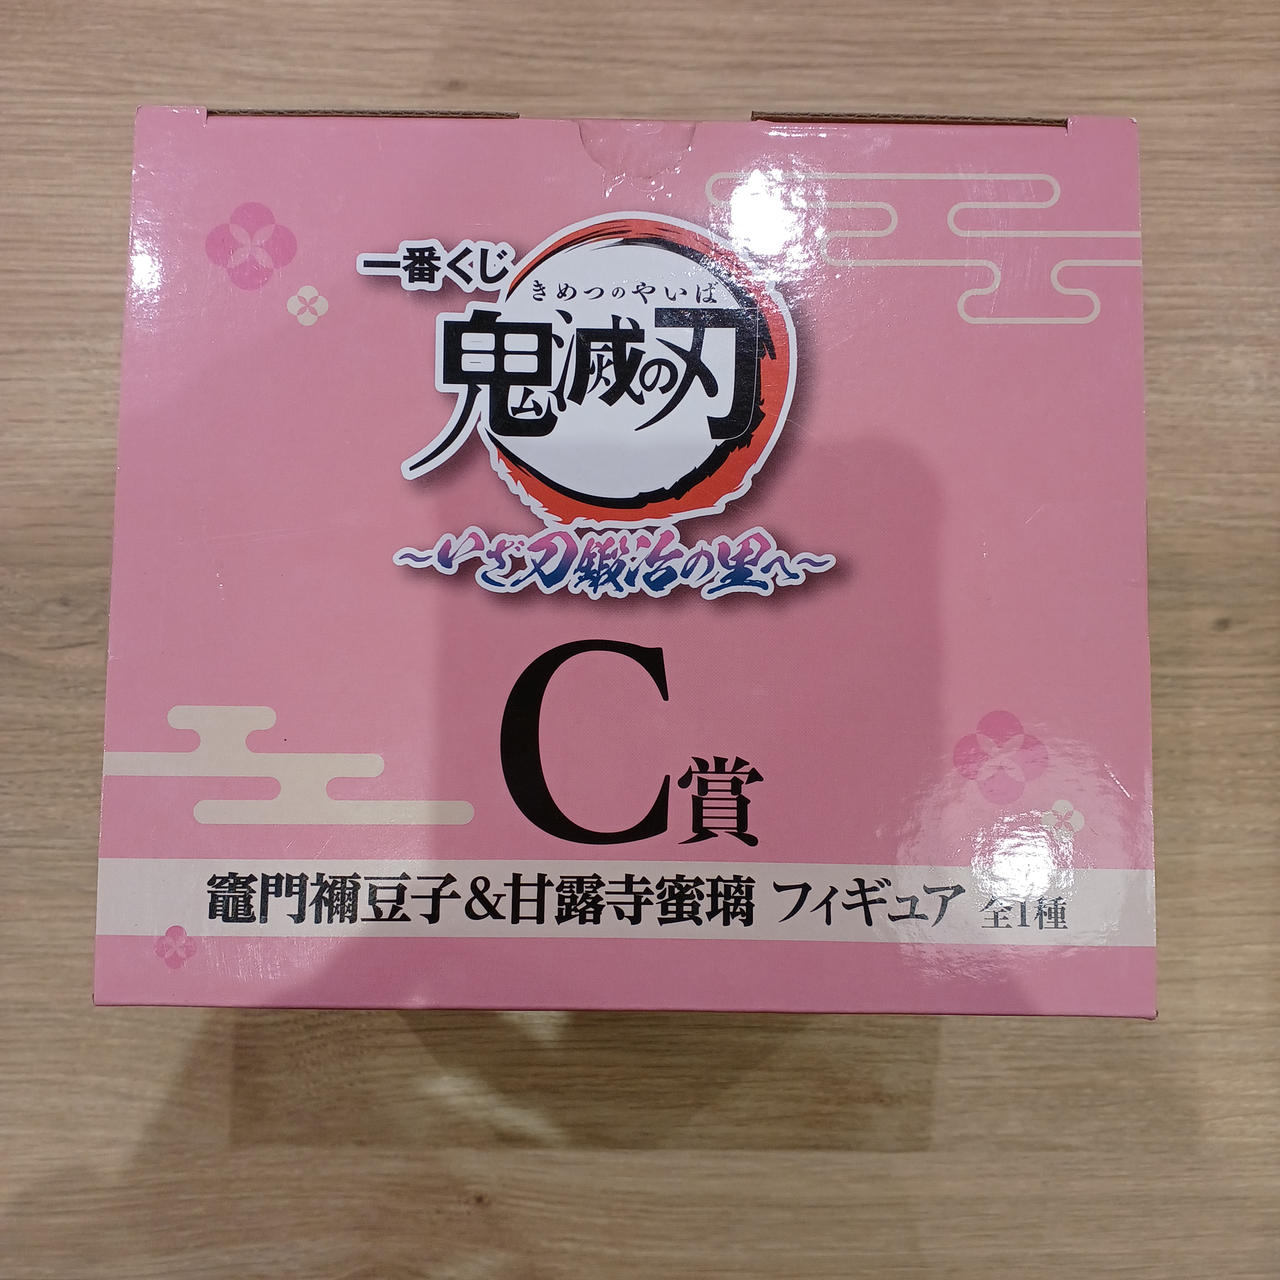 一番くじ
きめつのやいば
鬼滅の刃
～いざ刀鍛冶の里へ～
C賞
竈門禰豆子＆甘露寺蜜璃 フィギュア 全1種